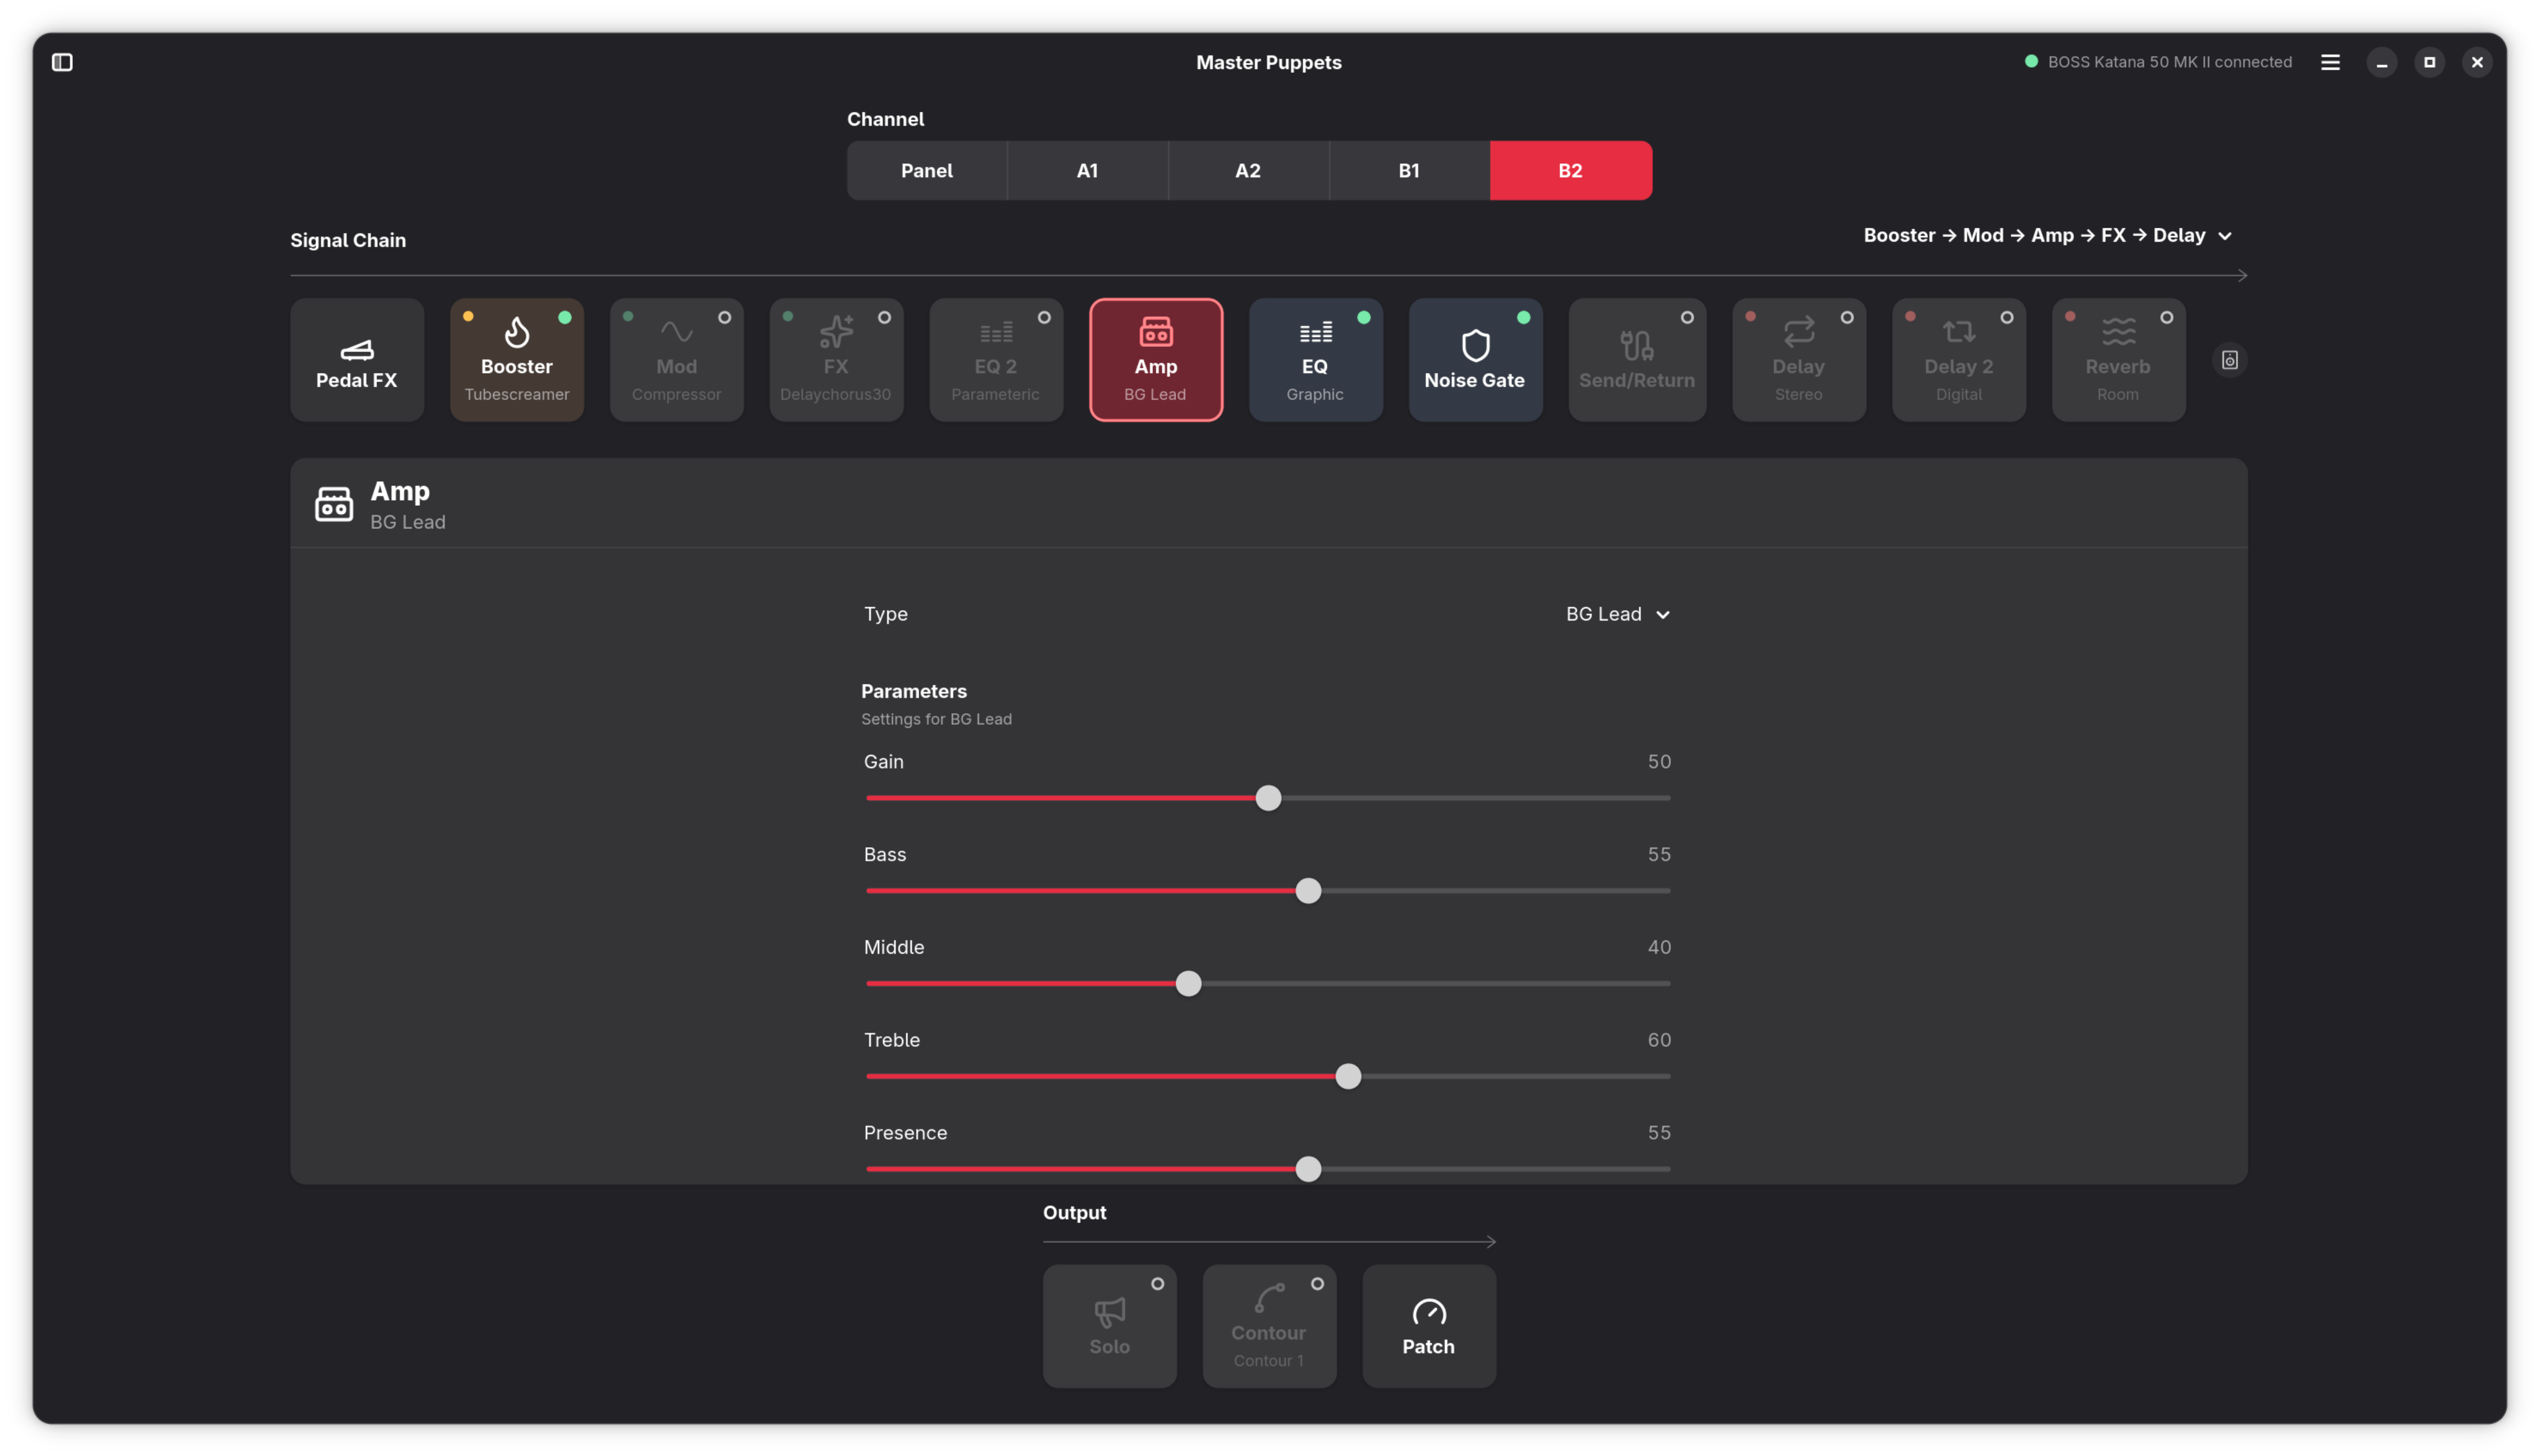 Master Puppets
BOSS Katana 50 MK II connected
Channel
Panel
A1
A2
B1
B2
Signal Chain
Booster → Mod → Amp → FX → Delay
Pedal FX
Booster
Tubescreamer
Mod
Compressor
FX
Delaychorus30
EQ 2
Parameteric
Amp
BG Lead
EQ
Graphic
Noise Gate
Send/Return
Delay
Stereo
Delay 2
Digital
Reverb
Room
Amp
BG Lead
Type
BG Lead
Parameters
Settings for BG Lead
Gain
50
Bass
55
Middle
40
Treble
60
Presence
55
Output
Solo
Contour
Contour 1
Patch